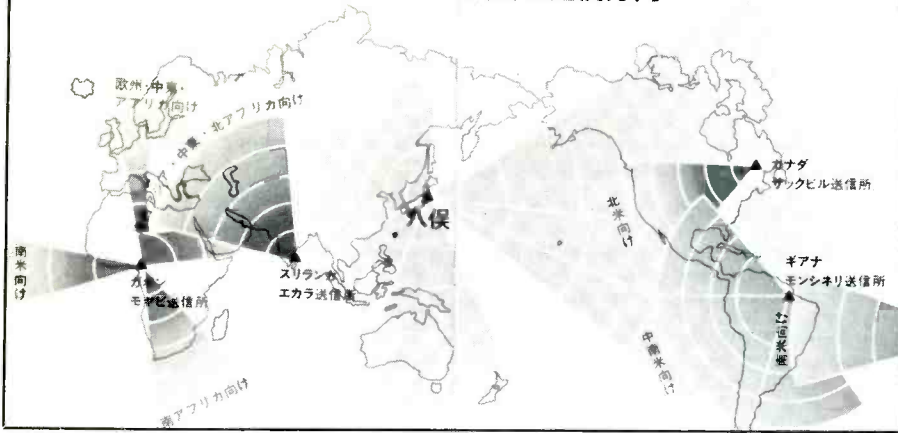 欧州・中東・
アフリカ向け
中東・北アフリカ向け
南米向け
ガボン
モヤビ送信所
スリランカ
エカラ送信所
南アフリカ向け
八俣
北米向け
中南米向け
カナダ
サックビル送信所
ギアナ
モンシネリ送信所
南米向け